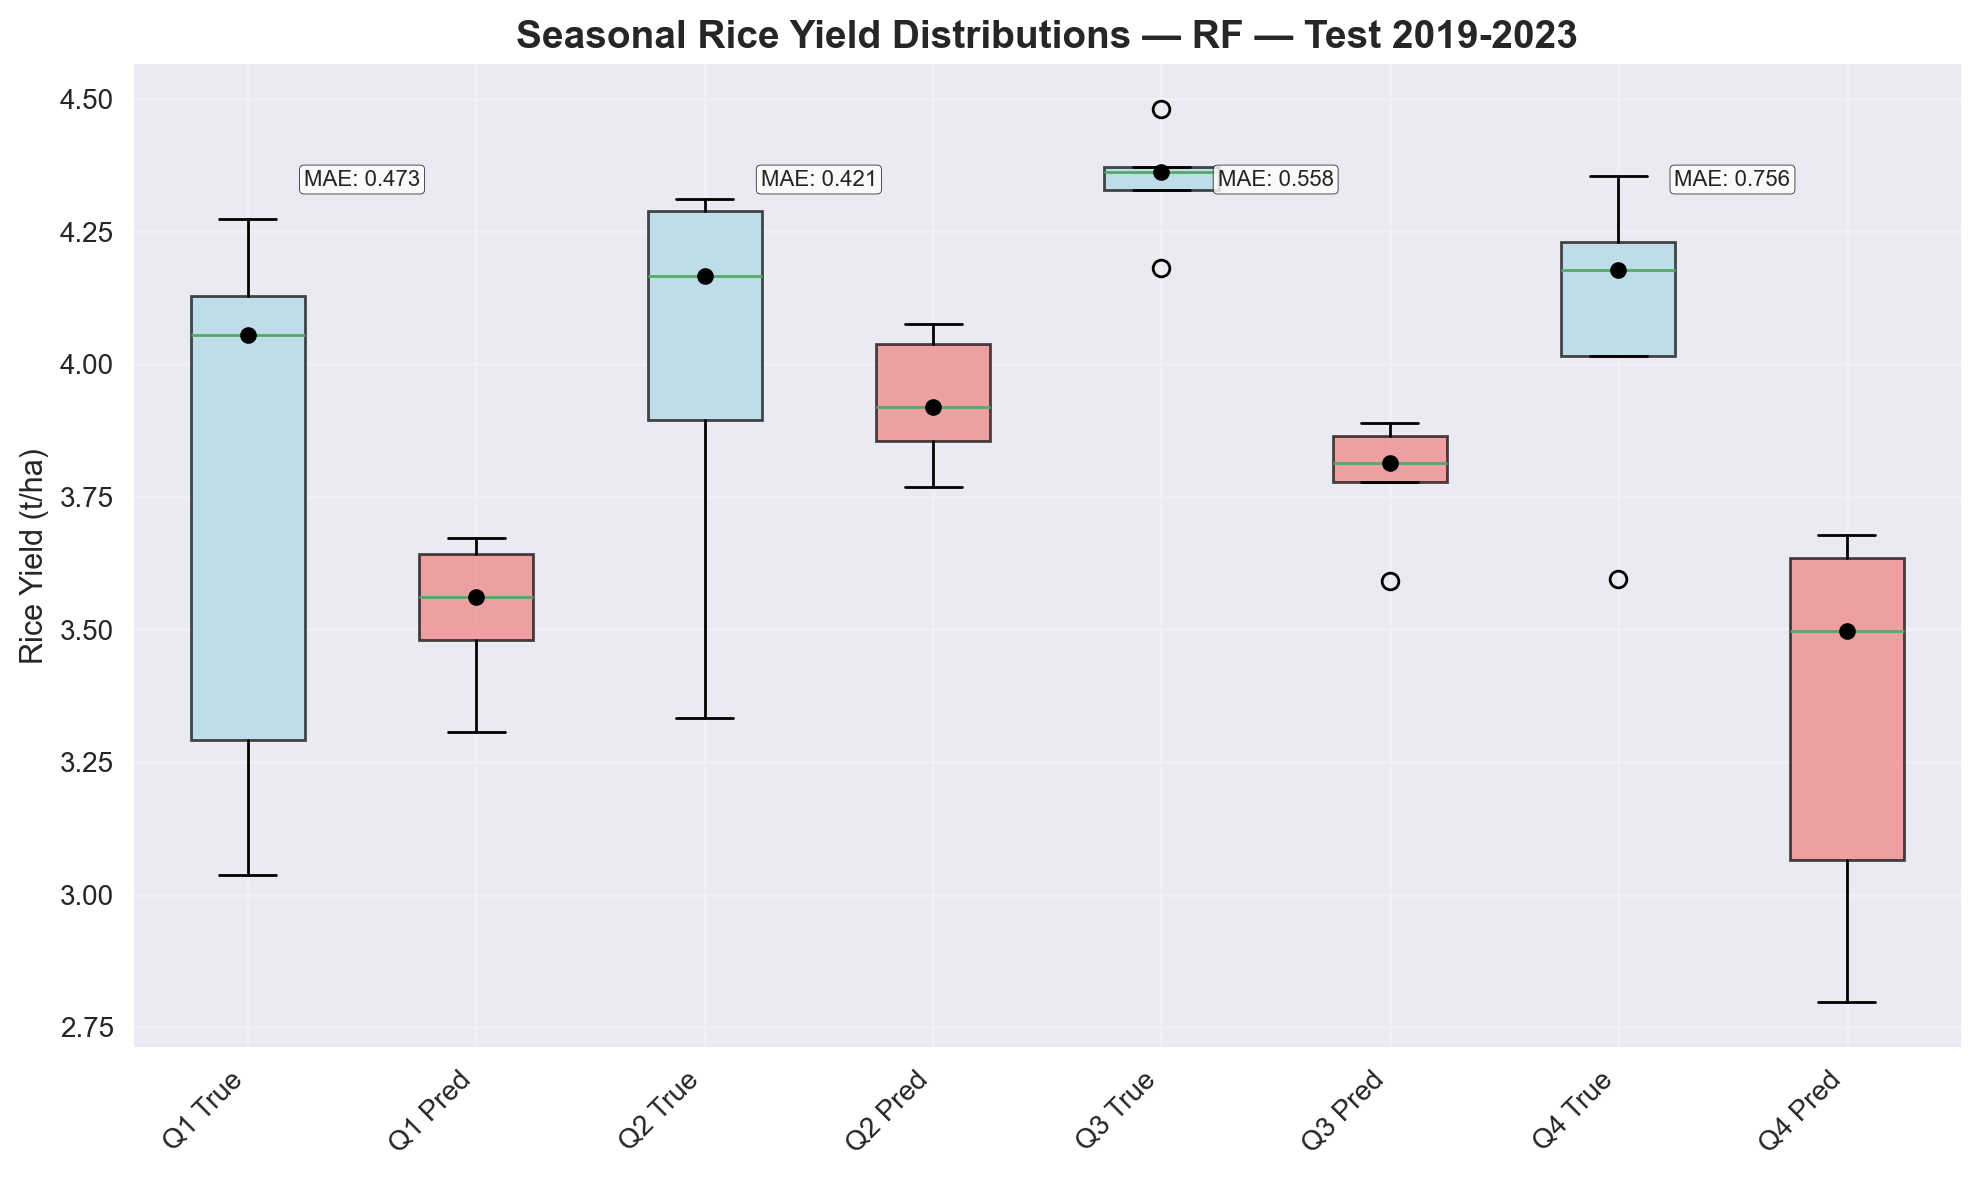 Seasonal Rice Yield Distributions — RF — Test 2019-2023
4.50
4.25
4.00
3.75
3.50
3.25
3.00
2.75
Rice Yield (t/ha)
MAE: 0.473
MAE: 0.421
MAE: 0.558
MAE: 0.756
Q1 True
Q1 Pred
Q2 True
Q2 Pred
Q3 True
Q3 Pred
Q4 True
Q4 Pred